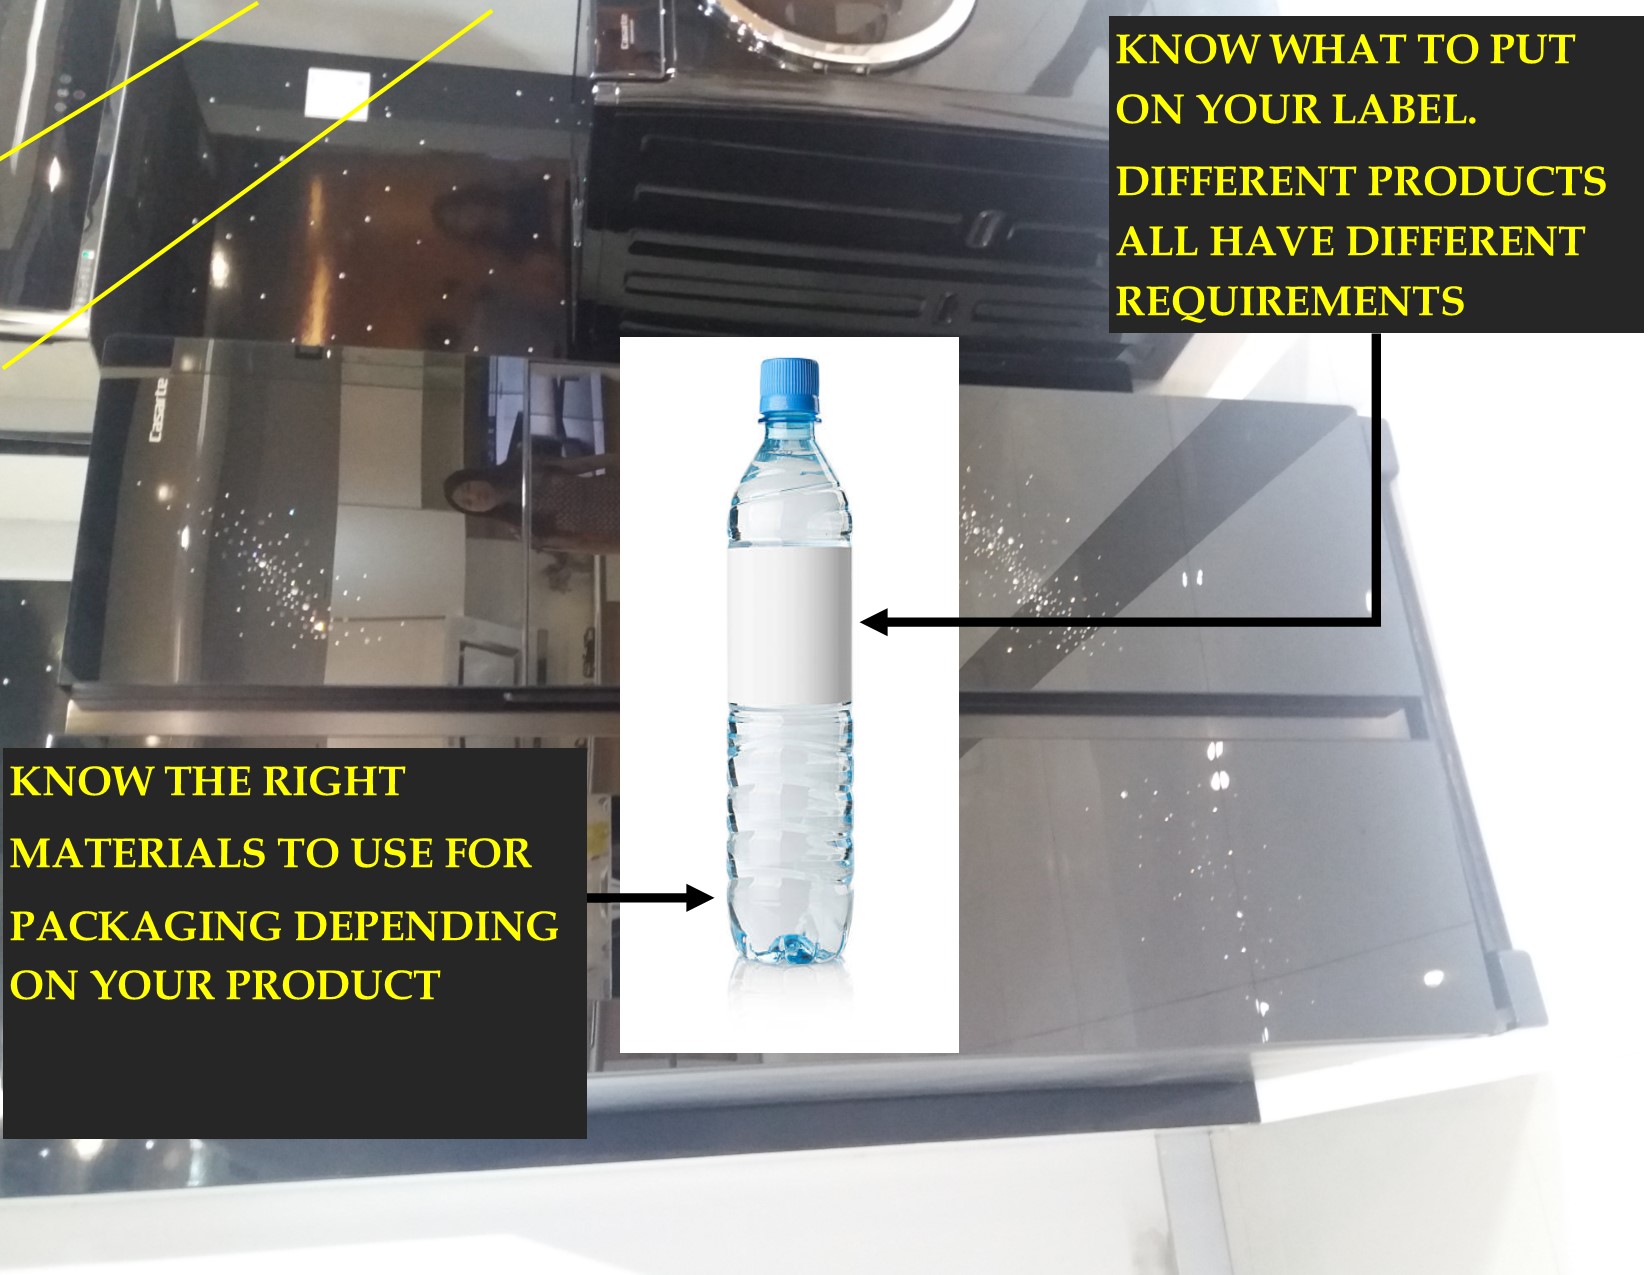 KNOW WHAT TO PUT
ON YOUR LABEL.
DIFFERENT PRODUCTS
ALL HAVE DIFFERENT
REQUIREMENTS
Casarte
Casarte
KNOW THE RIGHT
MATERIALS TO USE FOR
PACKAGING DEPENDING
ON YOUR PRODUCT